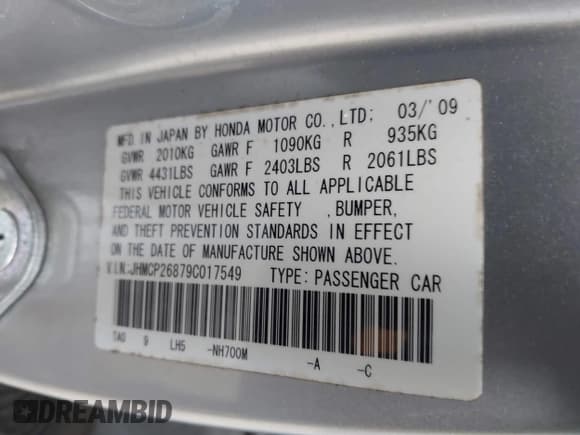 MFD. IN JAPAN BY HONDA MOTOR CO.,LTD; 03/'09
GVWR 2010KG GAWR F 1090KG R 935KG
GVWR 4431LBS GAWR F 2403LBS R 2061LBS
THIS VEHICLE CONFORMS TO ALL APPLICABLE
FEDERAL MOTOR VEHICLE SAFETY ,BUMPER,
AND THEFT PREVENTION STANDARDS IN EFFECT
ON THE DATE OF MANUFACTURE SHOWN ABOVE.
V.I.N:JHMCP26879C017549 TYPE:PASSENGER CAR
TA0 9 LH5 -NH700M -A -C
DREAMBID